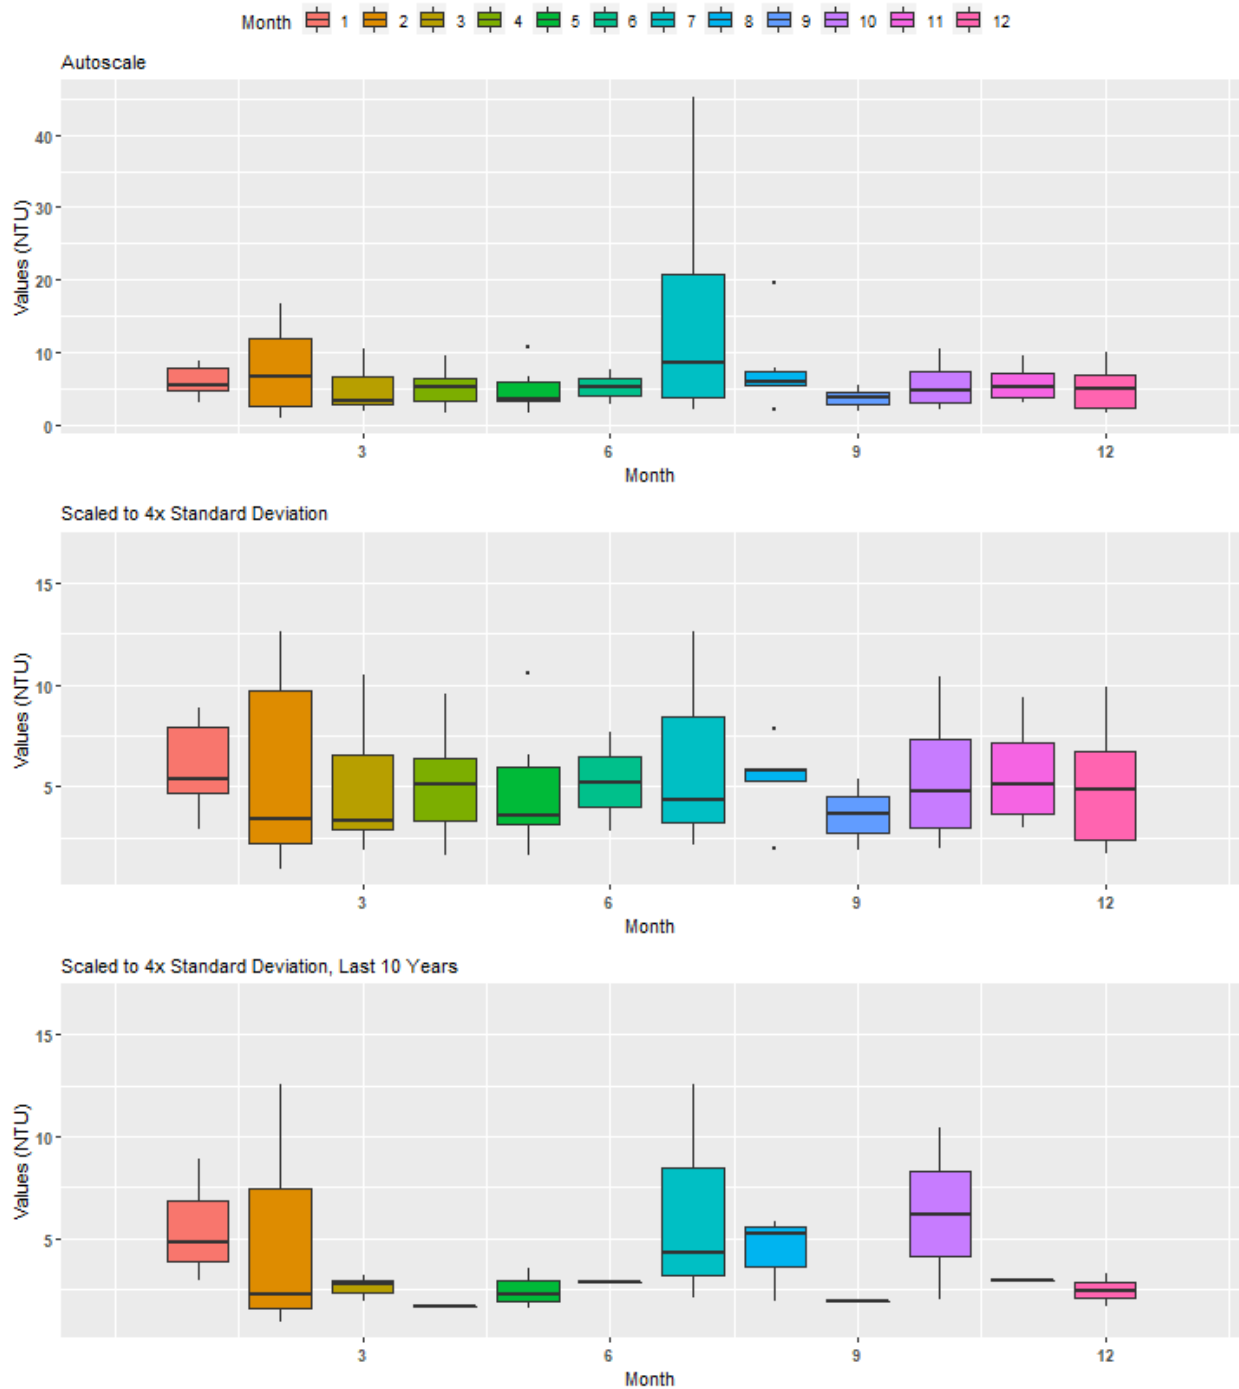 Month 1 2 3 4 5 6 7 8 9 10 11 12
Autoscale
40
30
20
10
0
Values (NTU)
3 6 9 12
Month
Scaled to 4x Standard Deviation
15
10
5
Values (NTU)
3 6 9 12
Month
Scaled to 4x Standard Deviation, Last 10 Years
15
10
5
Values (NTU)
3 6 9 12
Month